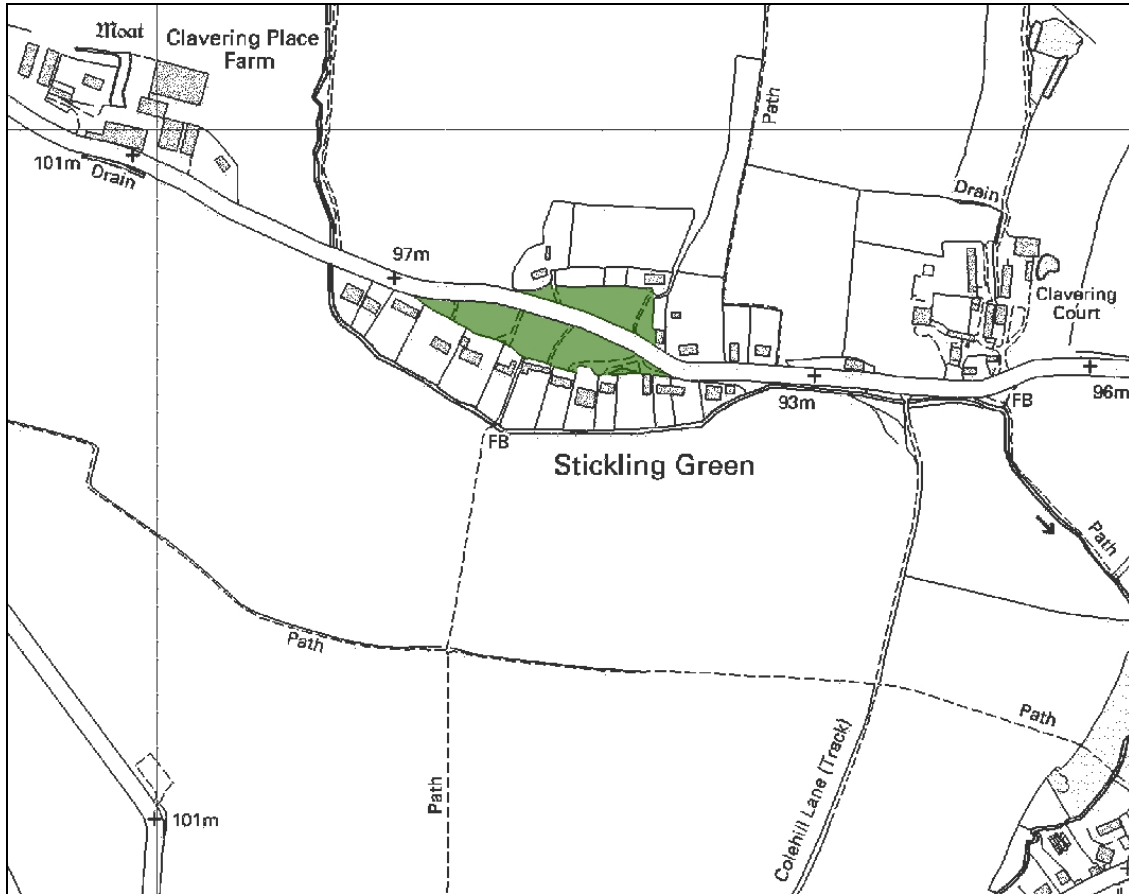 Moat
Clavering Place
Farm
Path
101m
Drain
Drain
97m
Clavering
Court
93m
96m
FB
FB
Stickling Green
Path
Path
Path
Path
Colehill Lane (Track)
101m